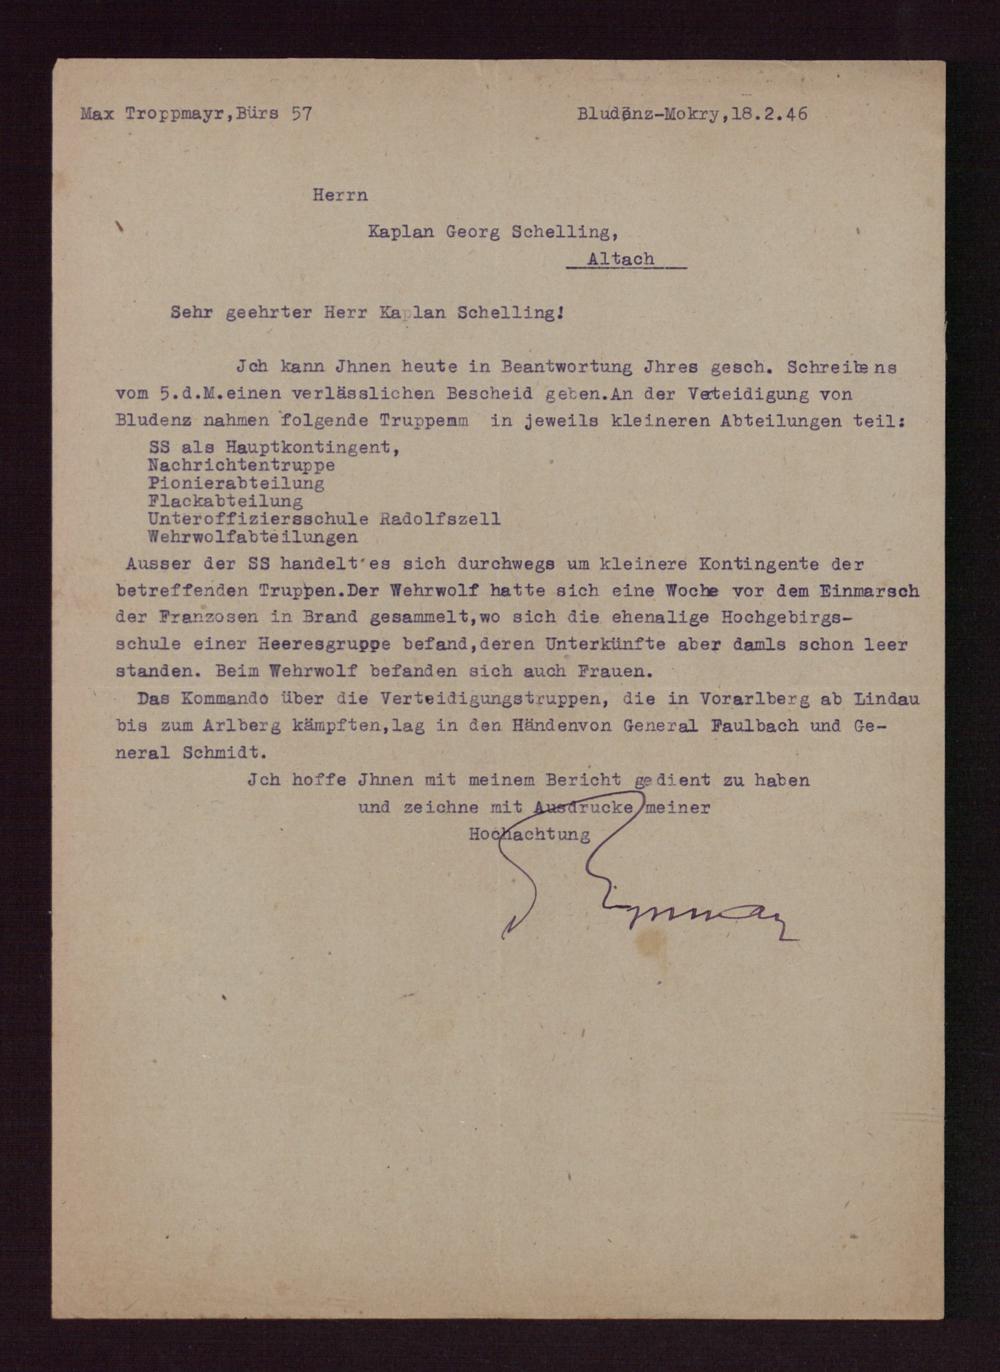 Max Troppmayr,Bürs 57
Bludenz-Mokry,18.2.46
Herrn
Kaplan Georg Schelling,
Altach
Sehr geehrter Herr Kaplan Schelling!
Jch kann Jhnen heute in Beantwortung Jhres gesch. Schreibens
vom 5.d.M.einen verlässlichen Bescheid geben.An der Verteidigung von
Bludenz nahmen folgende Truppenm in jeweils kleineren Abteilungen teil:
SS als Hauptkontingent,
Nachrichtentruppe
Pionierabteilung
Flackabteilung
Unteroffiziersschule Radolfszell
Wehrwolfabteilungen
Ausser der SS handelt'es sich durchwegs um kleinere Kontingente der
betreffenden Truppen.Der Wehrwolf hatte sich eine Woche vor dem Einmarsch
der Franzosen in Brand gesammelt,wo sich die ehenalige Hochgebirgs-
schule einer Heeresgruppe befand,deren Unterkünfte aber damls schon leer
standen. Beim Wehrwolf befanden sich auch Frauen.
Das Kommando über die Verteidigungstruppen, die in Vorarlberg ab Lindau
bis zum Arlberg kämpften,lag in den Händenvon General Faulbach und Ge-
neral Schmidt.
Jch hoffe Jhnen mit meinem Bericht gedient zu haben
und zeichne mit Ausdrucke meiner
Hochachtung